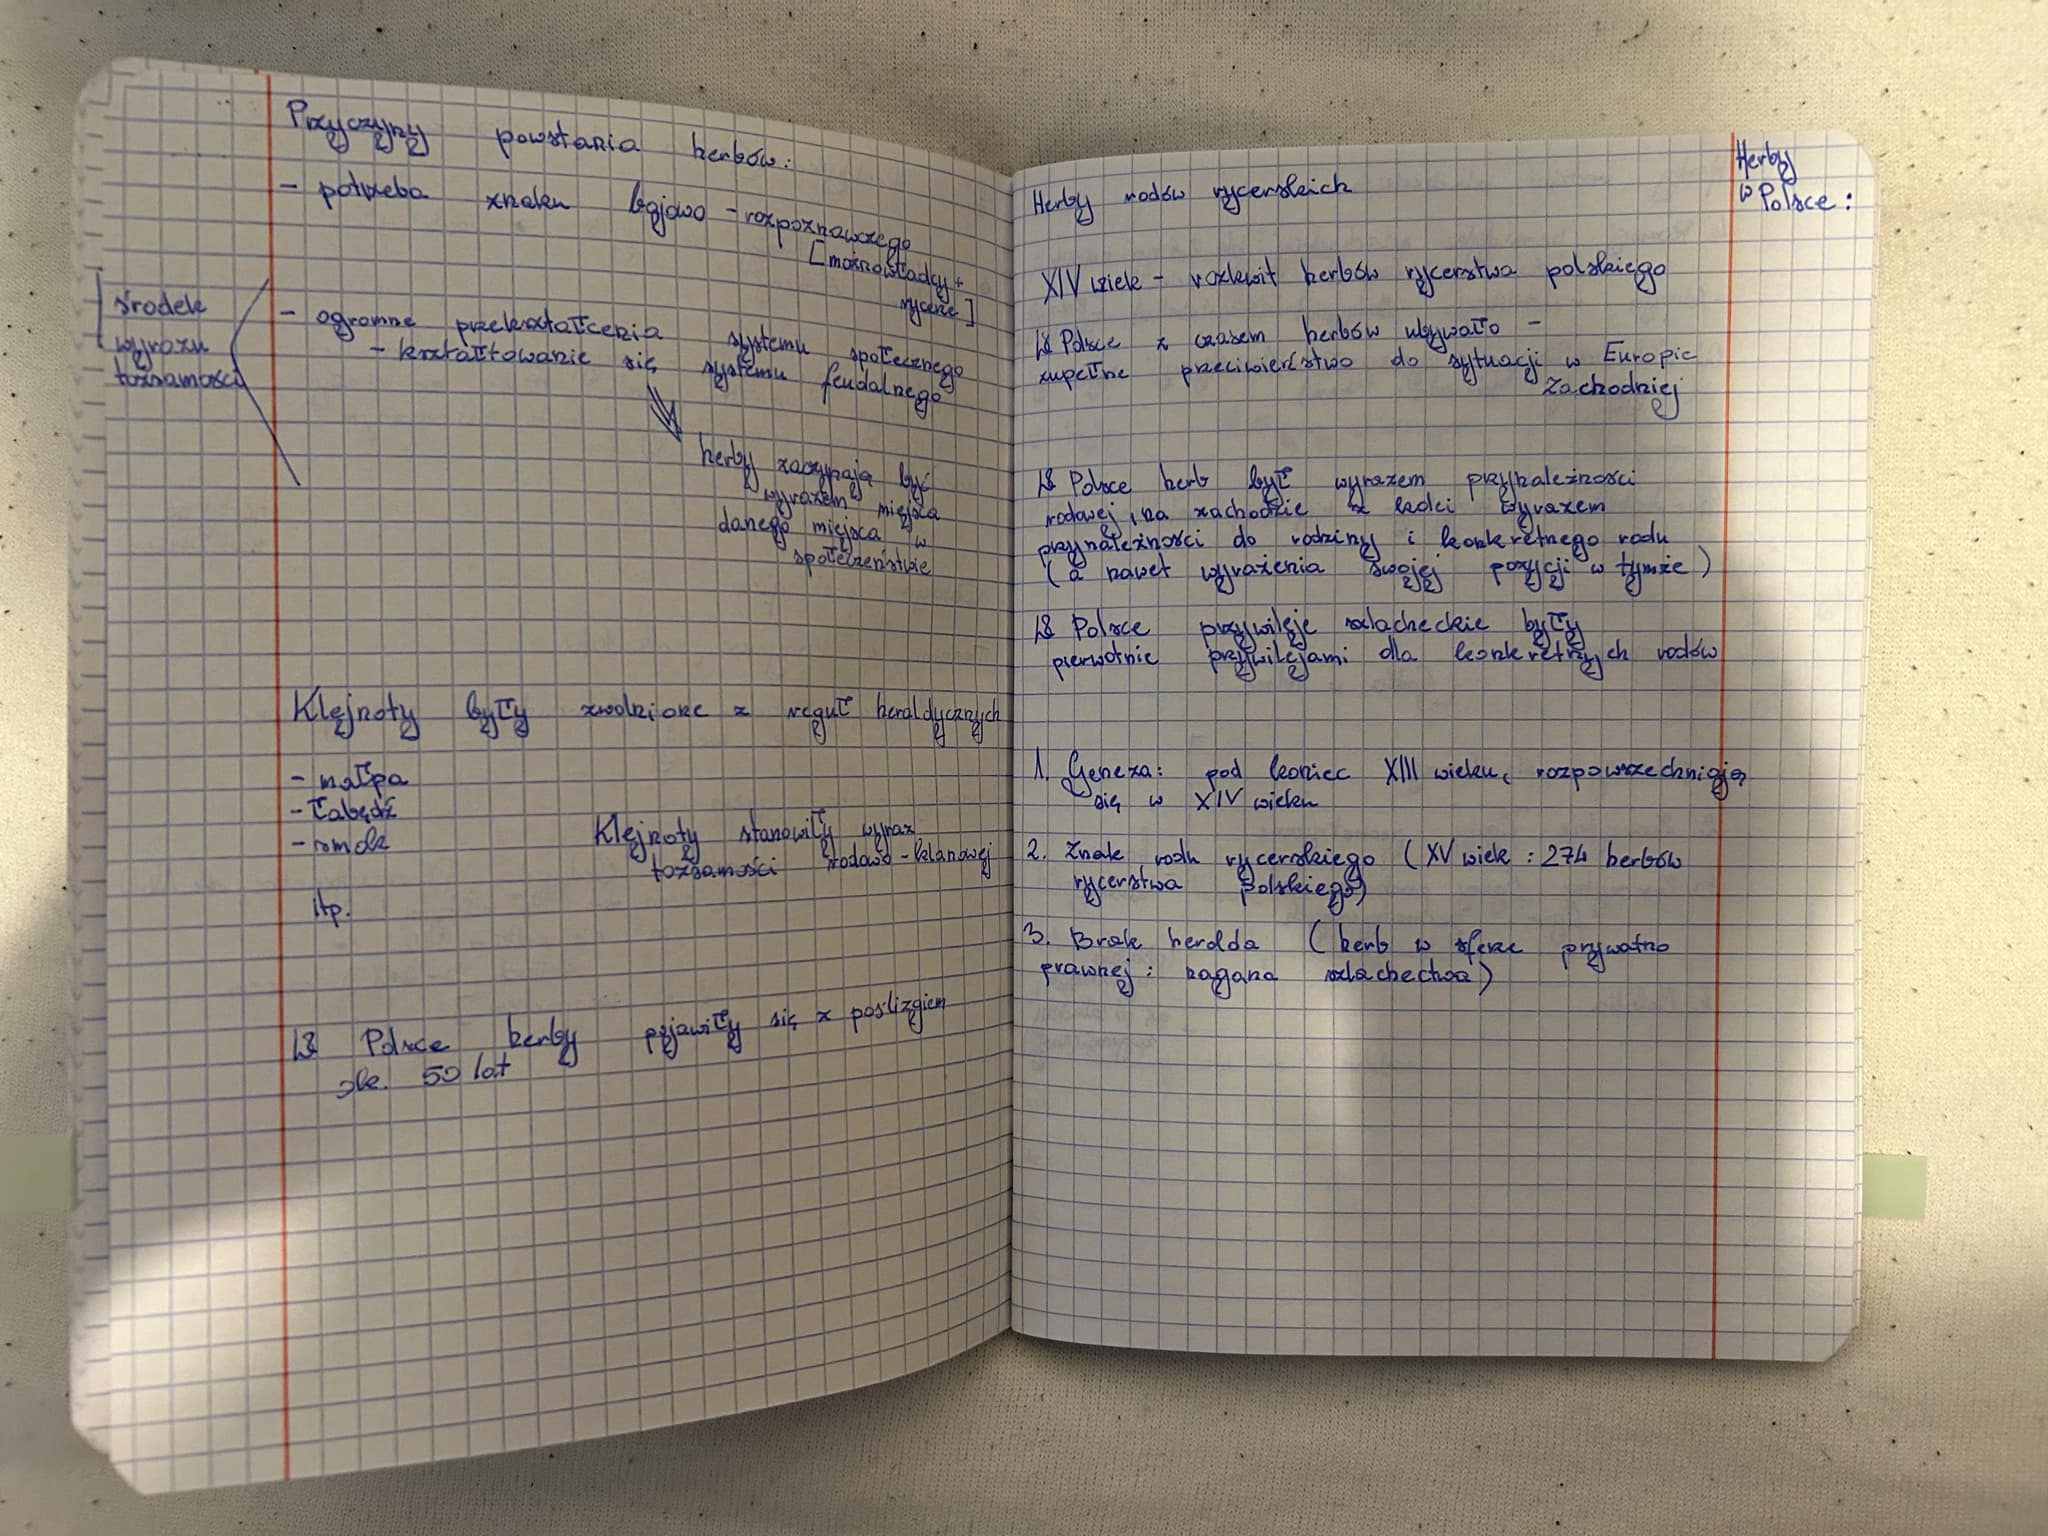 Przyczyny powstania herbów:
- potrzeba znaku bojowo-rozpoznawczego
[możnowładcy +
rycerze]
środek
wyrazu
tożsamości
- ogromne przekształcenia systemu społecznego
- kształtowanie się systemu feudalnego
herby zaczynają być
wyrazem miejsca
danego miejsca w
społeczeństwie
Klejnoty były zwolnione z reguł heraldycznych
- małpa
- łabędź
- smok
itp.
Klejnoty stanowiły wyraz
tożsamości rodowo-klanowej
W Polsce herby pojawiły się z poślizgiem
ok. 50 lat
Herby
w Polsce:
Herby rodów rycerskich
XIV wiek - rozkwit herbów rycerstwa polskiego
W Polsce z czasem herbów ubywało -
zupełne przeciwieństwo do sytuacji w Europie
Zachodniej
W Polsce herb był wyrazem przynależności
rodowej, na zachodzie z kolei wyrazem
przynależności do rodziny i konkretnego rodu
(a nawet wyrażenia swojej pozycji w tymże)
W Polsce przywileje szlacheckie były
pierwotnie przywilejami dla konkretnych rodów
1. Geneza: pod koniec XIII wieku, rozpowszechniają
się w XIV wieku
2. Znak rodu rycerskiego (XV wiek: 274 herbów
rycerstwa polskiego)
3. Brak herolda (herb w sferze prywatno
prawnej: nagana szlachectwa)